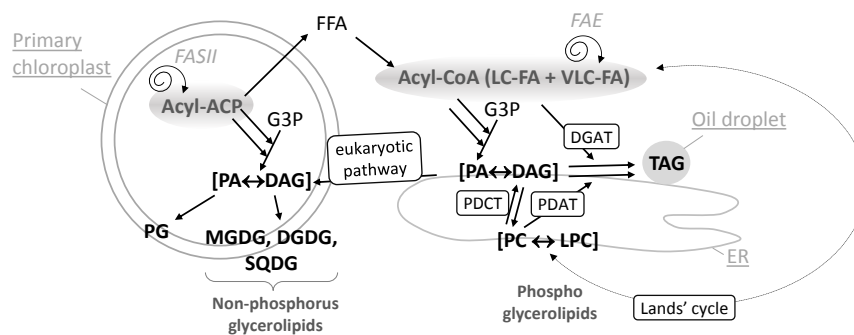 FFA
FAE
Primary
chloroplast
FASII
Acyl-CoA (LC-FA + VLC-FA)
Acyl-ACP
G3P
G3P
Oil droplet
DGAT
eukaryotic
pathway
TAG
[PA↔DAG]
[PA↔DAG]
PDCT
PDAT
PG
MGDG, DGDG,
SQDG
[PC ↔ LPC]
ER
Non-phosphorus
glycerolipids
Phospho
glycerolipids
Lands’ cycle